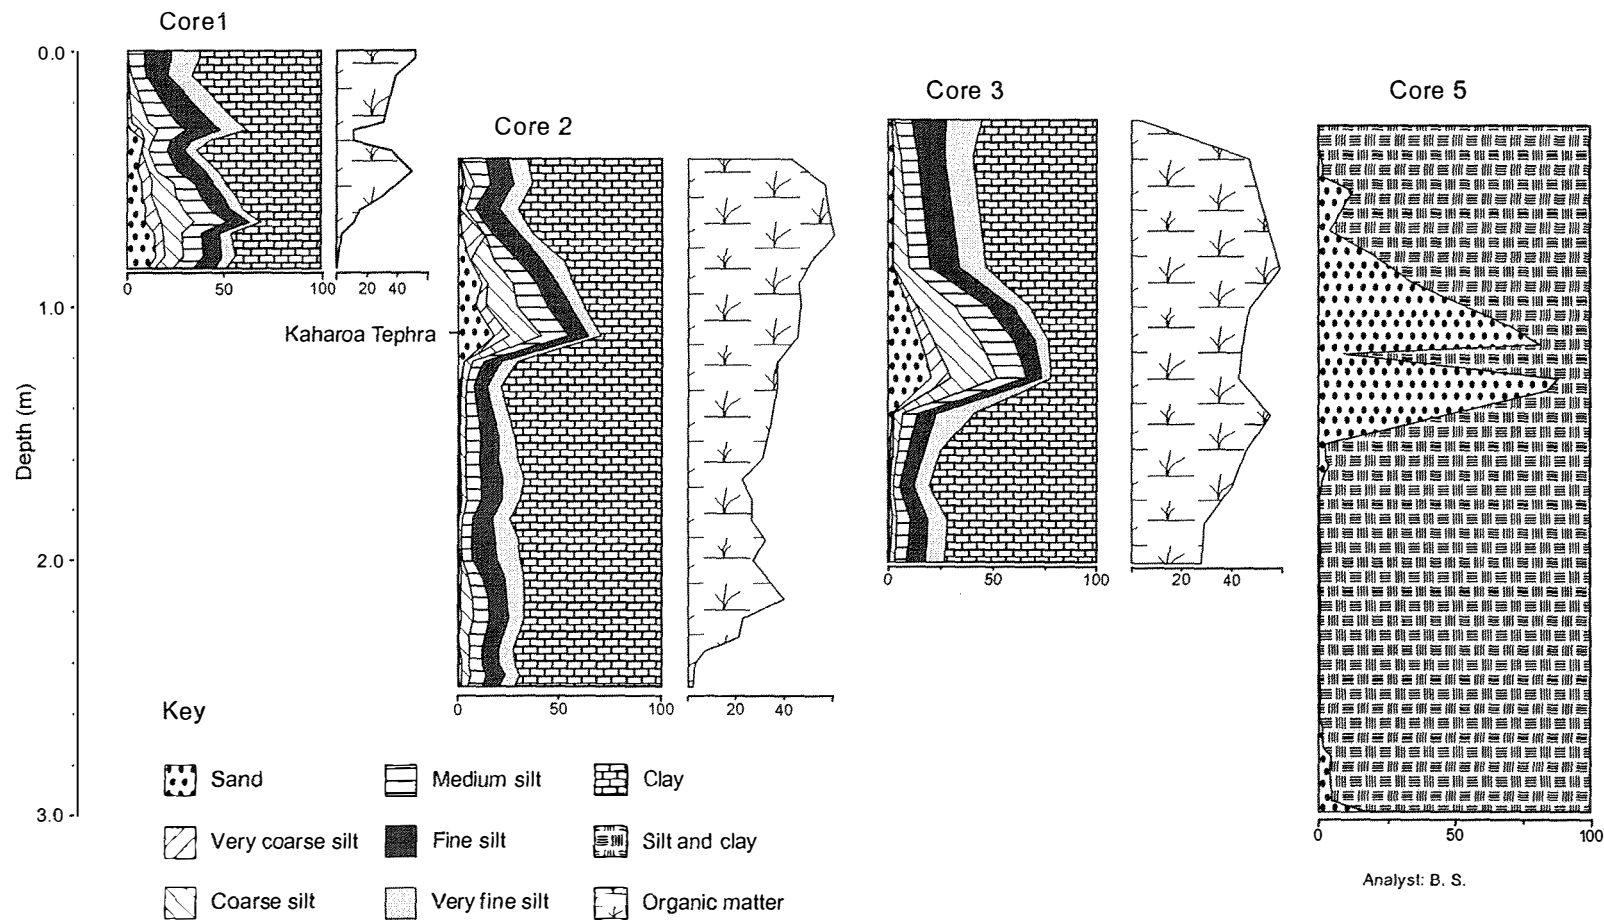 Core1
Core 2
Core 3
Core 5
0.0
1.0
2.0
3.0
Depth (m)
Kaharoa Tephra
0 50 100
20 40
0 50 100
20 40
0 50 100
20 40
0 50 100
Key
Sand
Medium silt
Clay
Very coarse silt
Fine silt
Silt and clay
Coarse silt
Very fine silt
Organic matter
Analyst: B. S.